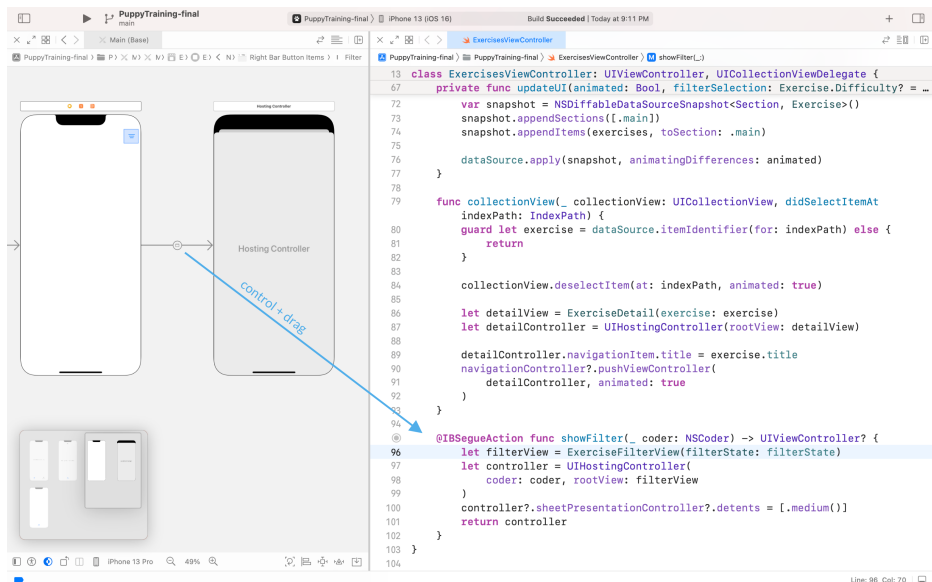 PuppyTraining-final
main
PuppyTraining-final 〉 iPhone 13 (iOS 16)
Build Succeeded | Today at 9:11 PM
Main (Base)
ExercisesViewController
PuppyTraining-final 〉 P 〉 M 〉 M 〉 E 〉 E 〉 N 〉 Right Bar Button Items 〉 Filter
PuppyTraining-final 〉 PuppyTraining-final 〉 ExercisesViewController 〉 M showFilter(_:)
Hosting Controller
Hosting Controller
control + drag
13 class ExercisesViewController: UIViewController, UICollectionViewDelegate {
67 private func updateUI(animated: Bool, filterSelection: Exercise.Difficulty? = …
72 var snapshot = NSDiffableDataSourceSnapshot<Section, Exercise>()
73 snapshot.appendSections([.main])
74 snapshot.appendItems(exercises, toSection: .main)
75
76 dataSource.apply(snapshot, animatingDifferences: animated)
77 }
78
79 func collectionView(_ collectionView: UICollectionView, didSelectItemAt
indexPath: IndexPath) {
80 guard let exercise = dataSource.itemIdentifier(for: indexPath) else {
81 return
82 }
83
84 collectionView.deselectItem(at: indexPath, animated: true)
85
86 let detailView = ExerciseDetail(exercise: exercise)
87 let detailController = UIHostingController(rootView: detailView)
88
89 detailController.navigationItem.title = exercise.title
90 navigationController?.pushViewController(
91 detailController, animated: true
92 )
93 }
94
@IBSegueAction func showFilter(_ coder: NSCoder) -> UIViewController? {
96 let filterView = ExerciseFilterView(filterState: filterState)
97 let controller = UIHostingController(
98 coder: coder, rootView: filterView
99 )
100 controller?.sheetPresentationController?.detents = [.medium()]
101 return controller
102 }
103 }
104
iPhone 13 Pro
49%
Line: 96 Col: 70